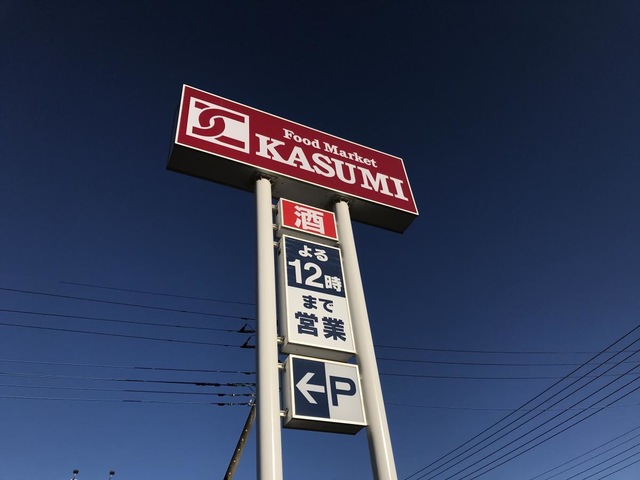 Food Market
KASUMI
酒
よる
12時
まで
営業
←P